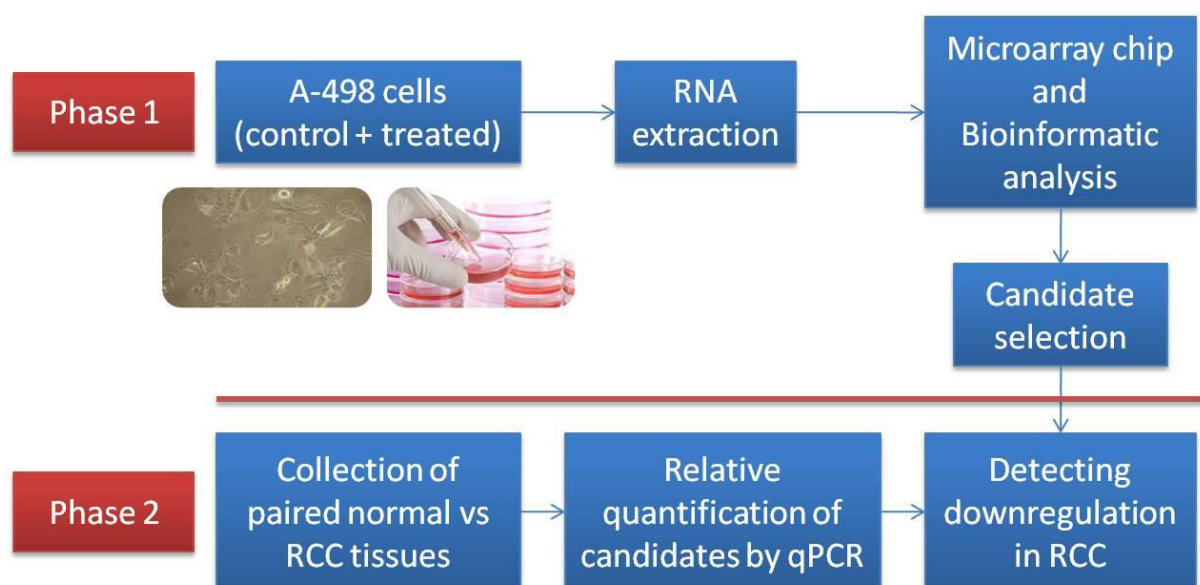 Phase 1
A-498 cells
(control + treated)
RNA
extraction
Microarray chip
and
Bioinformatic
analysis
Candidate
selection
Phase 2
Collection of
paired normal vs
RCC tissues
Relative
quantification of
candidates by qPCR
Detecting
downregulation
in RCC